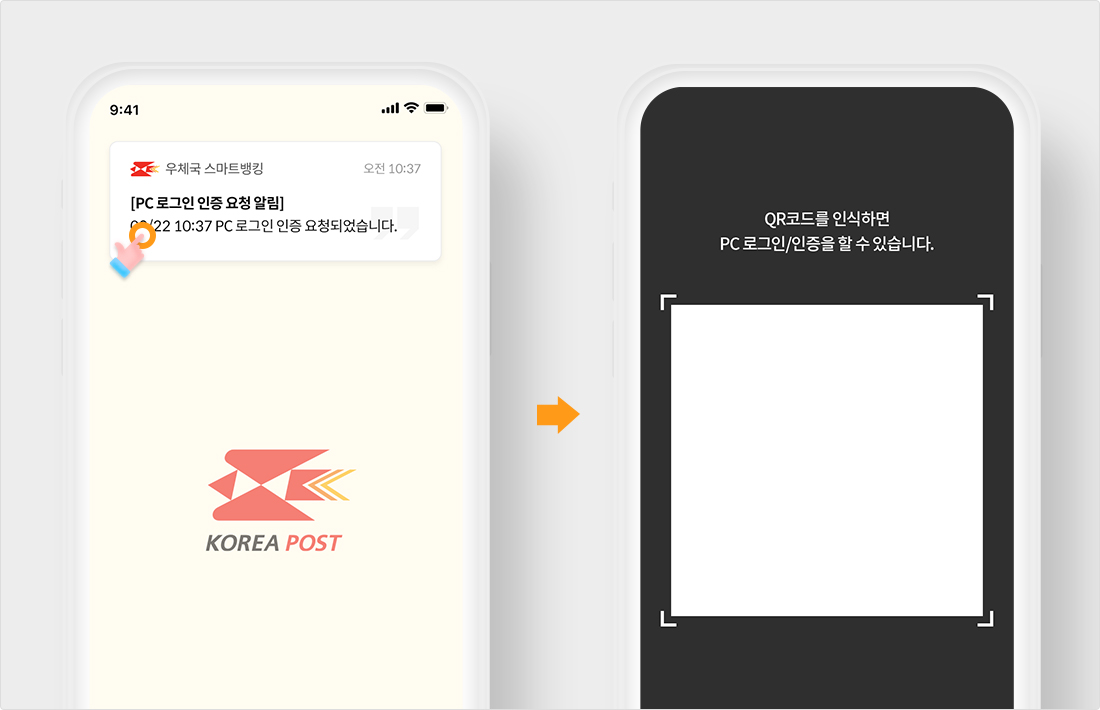 9:41
우체국 스마트뱅킹
오전 10:37
[PC 로그인 인증 요청 알림]
10:37 PC 로그인 인증 요청되었습니다.
KOREA POST
QR코드를 인식하면
PC 로그인/인증을 할 수 있습니다.